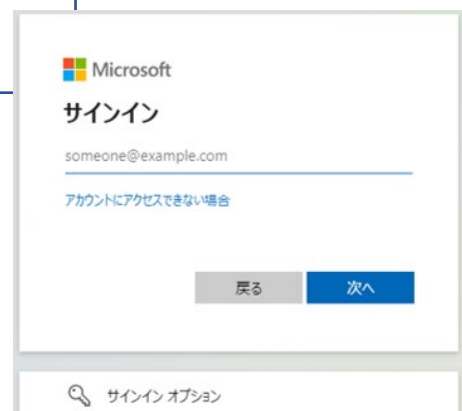 Microsoft
サインイン
someone@example.com
アカウントにアクセスできない場合
戻る 次へ
サインイン オプション